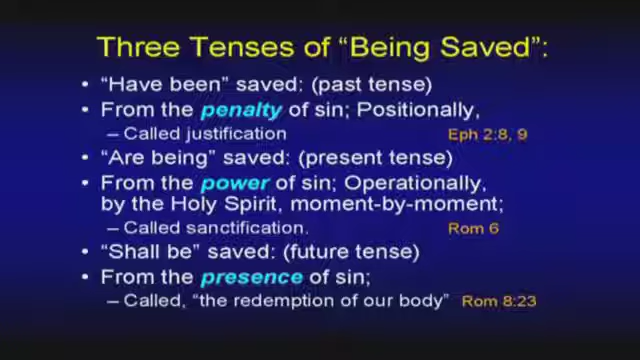 Three Tenses of “Being Saved”:
• “Have been” saved: (past tense)
• From the penalty of sin; Positionally,
– Called justification Eph 2:8, 9
• “Are being” saved: (present tense)
• From the power of sin; Operationally,
by the Holy Spirit, moment-by-moment;
– Called sanctification. Rom 6
• “Shall be” saved: (future tense)
• From the presence of sin;
– Called, “the redemption of our body” Rom 8:23